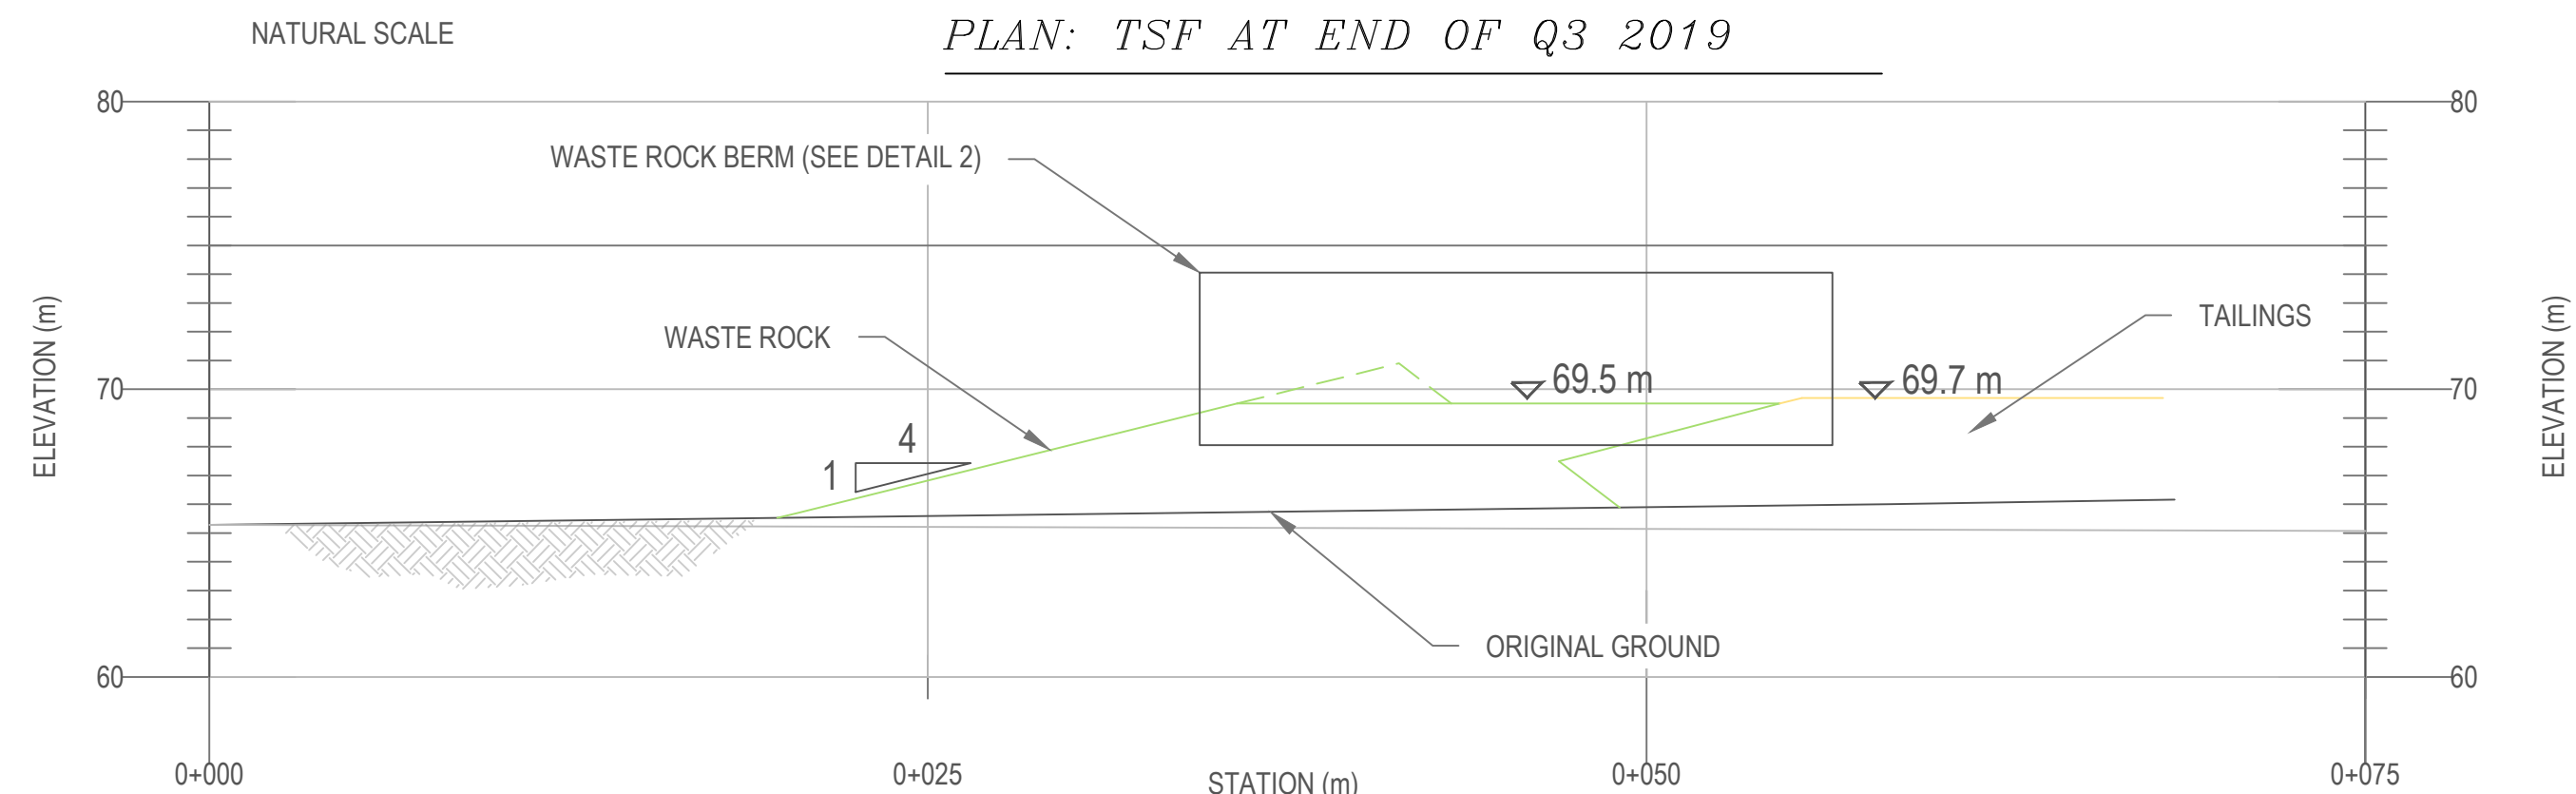 NATURAL SCALE
PLAN: TSF AT END OF Q3 2019
80
80
WASTE ROCK BERM (SEE DETAIL 2)
WASTE ROCK
TAILINGS
ELEVATION (m)
ELEVATION (m)
70
69.5 m
69.7 m
70
4
1
ORIGINAL GROUND
60
60
0+000
0+025
STATION (m)
0+050
0+075